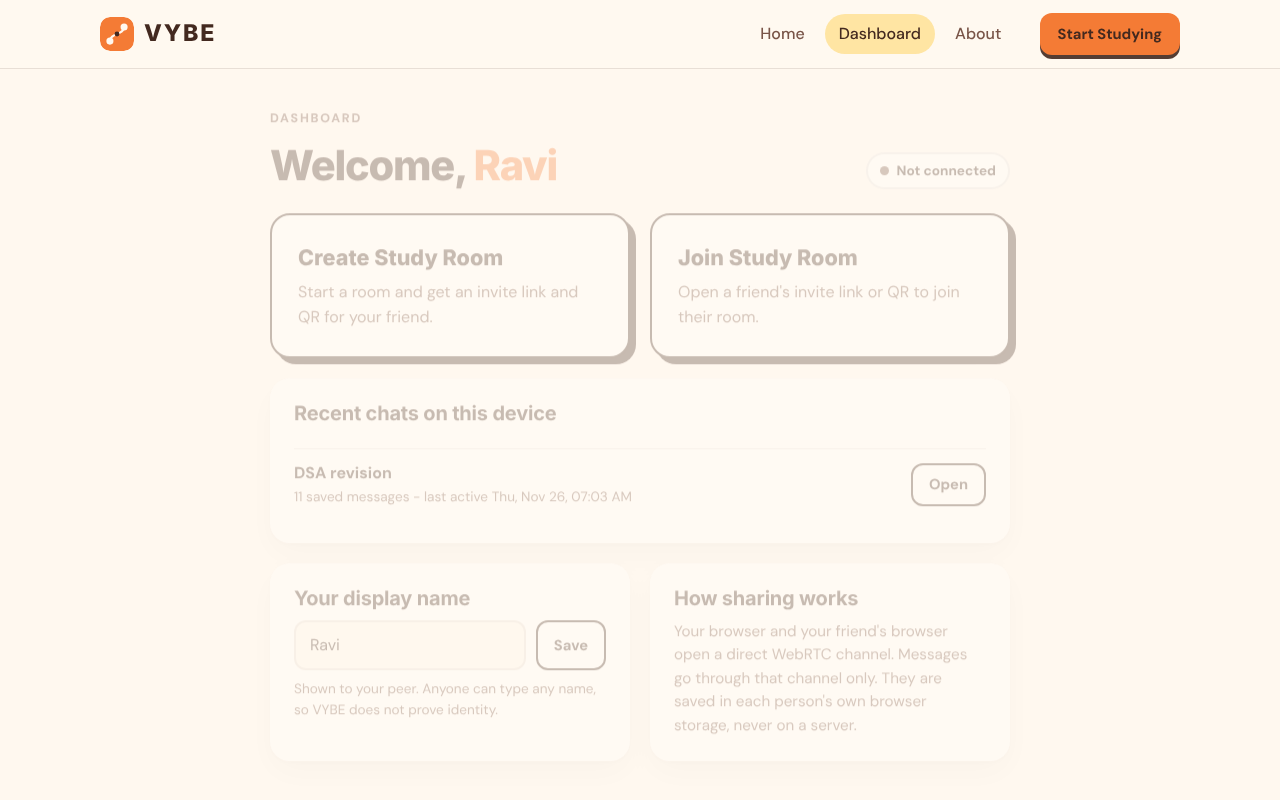 VYBE
Home
Dashboard
About
Start Studying
DASHBOARD
Welcome, Ravi
Not connected
Create Study Room
Start a room and get an invite link and
QR for your friend.
Join Study Room
Open a friend's invite link or QR to join
their room.
Recent chats on this device
DSA revision
11 saved messages - last active Thu, Nov 26, 07:03 AM
Open
Your display name
Ravi
Save
Shown to your peer. Anyone can type any name,
so VYBE does not prove identity.
How sharing works
Your browser and your friend's browser
open a direct WebRTC channel. Messages
go through that channel only. They are
saved in each person's own browser
storage, never on a server.